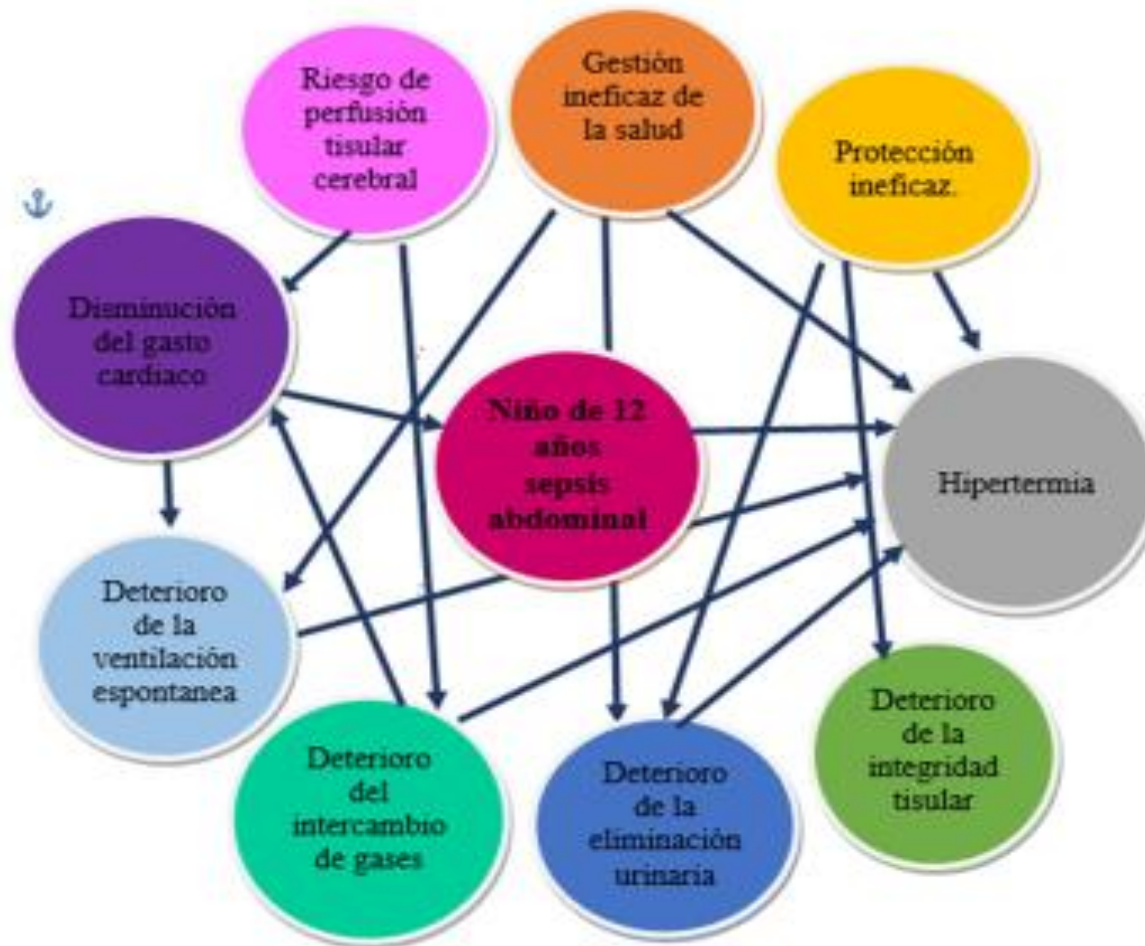 Riesgo de
perfusión
tisular
cerebral
Gestión
ineficaz de
la salud
Protección
ineficaz.
Disminución
del gasto
cardiaco
Niño de 12
años
sepsis
abdominal
Hipertermia
Deterioro
de la
ventilación
espontanea
Deterioro
del
intercambio
de gases
Deterioro
de la
eliminación
urinaria
Deterioro
de la
integridad
tisular